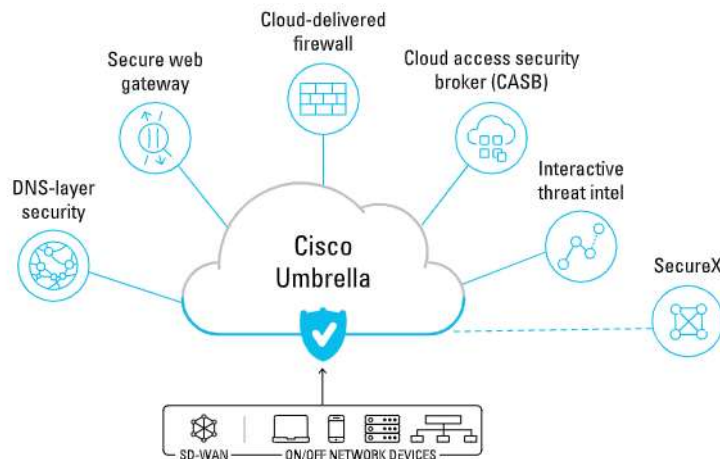 Cloud-delivered
firewall
Secure web
gateway
Cloud access security
broker (CASB)
DNS-layer
security
Interactive
threat intel
SecureX
Cisco
Umbrella
SD-WAN
ON/OFF NETWORK DEVICES